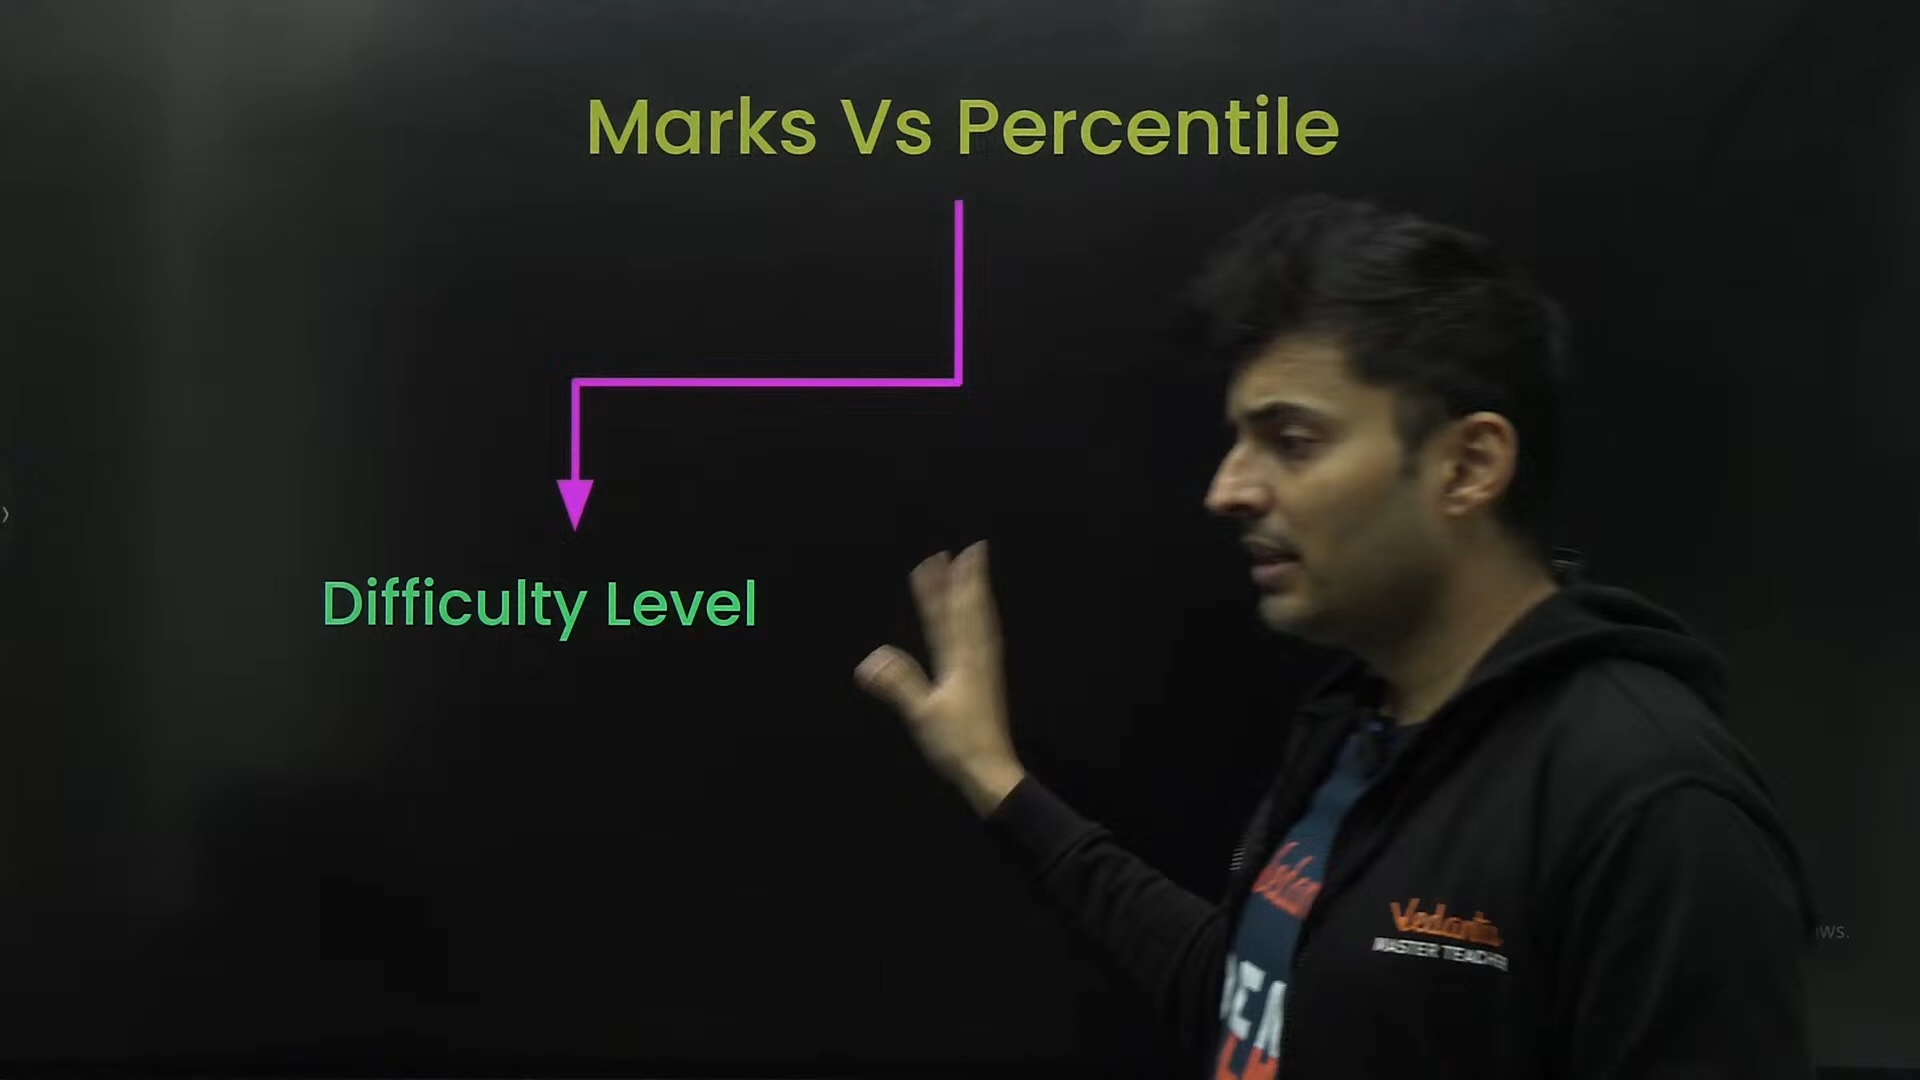 Marks Vs Percentile
Difficulty Level
Vedantu
MASTER TEACHER